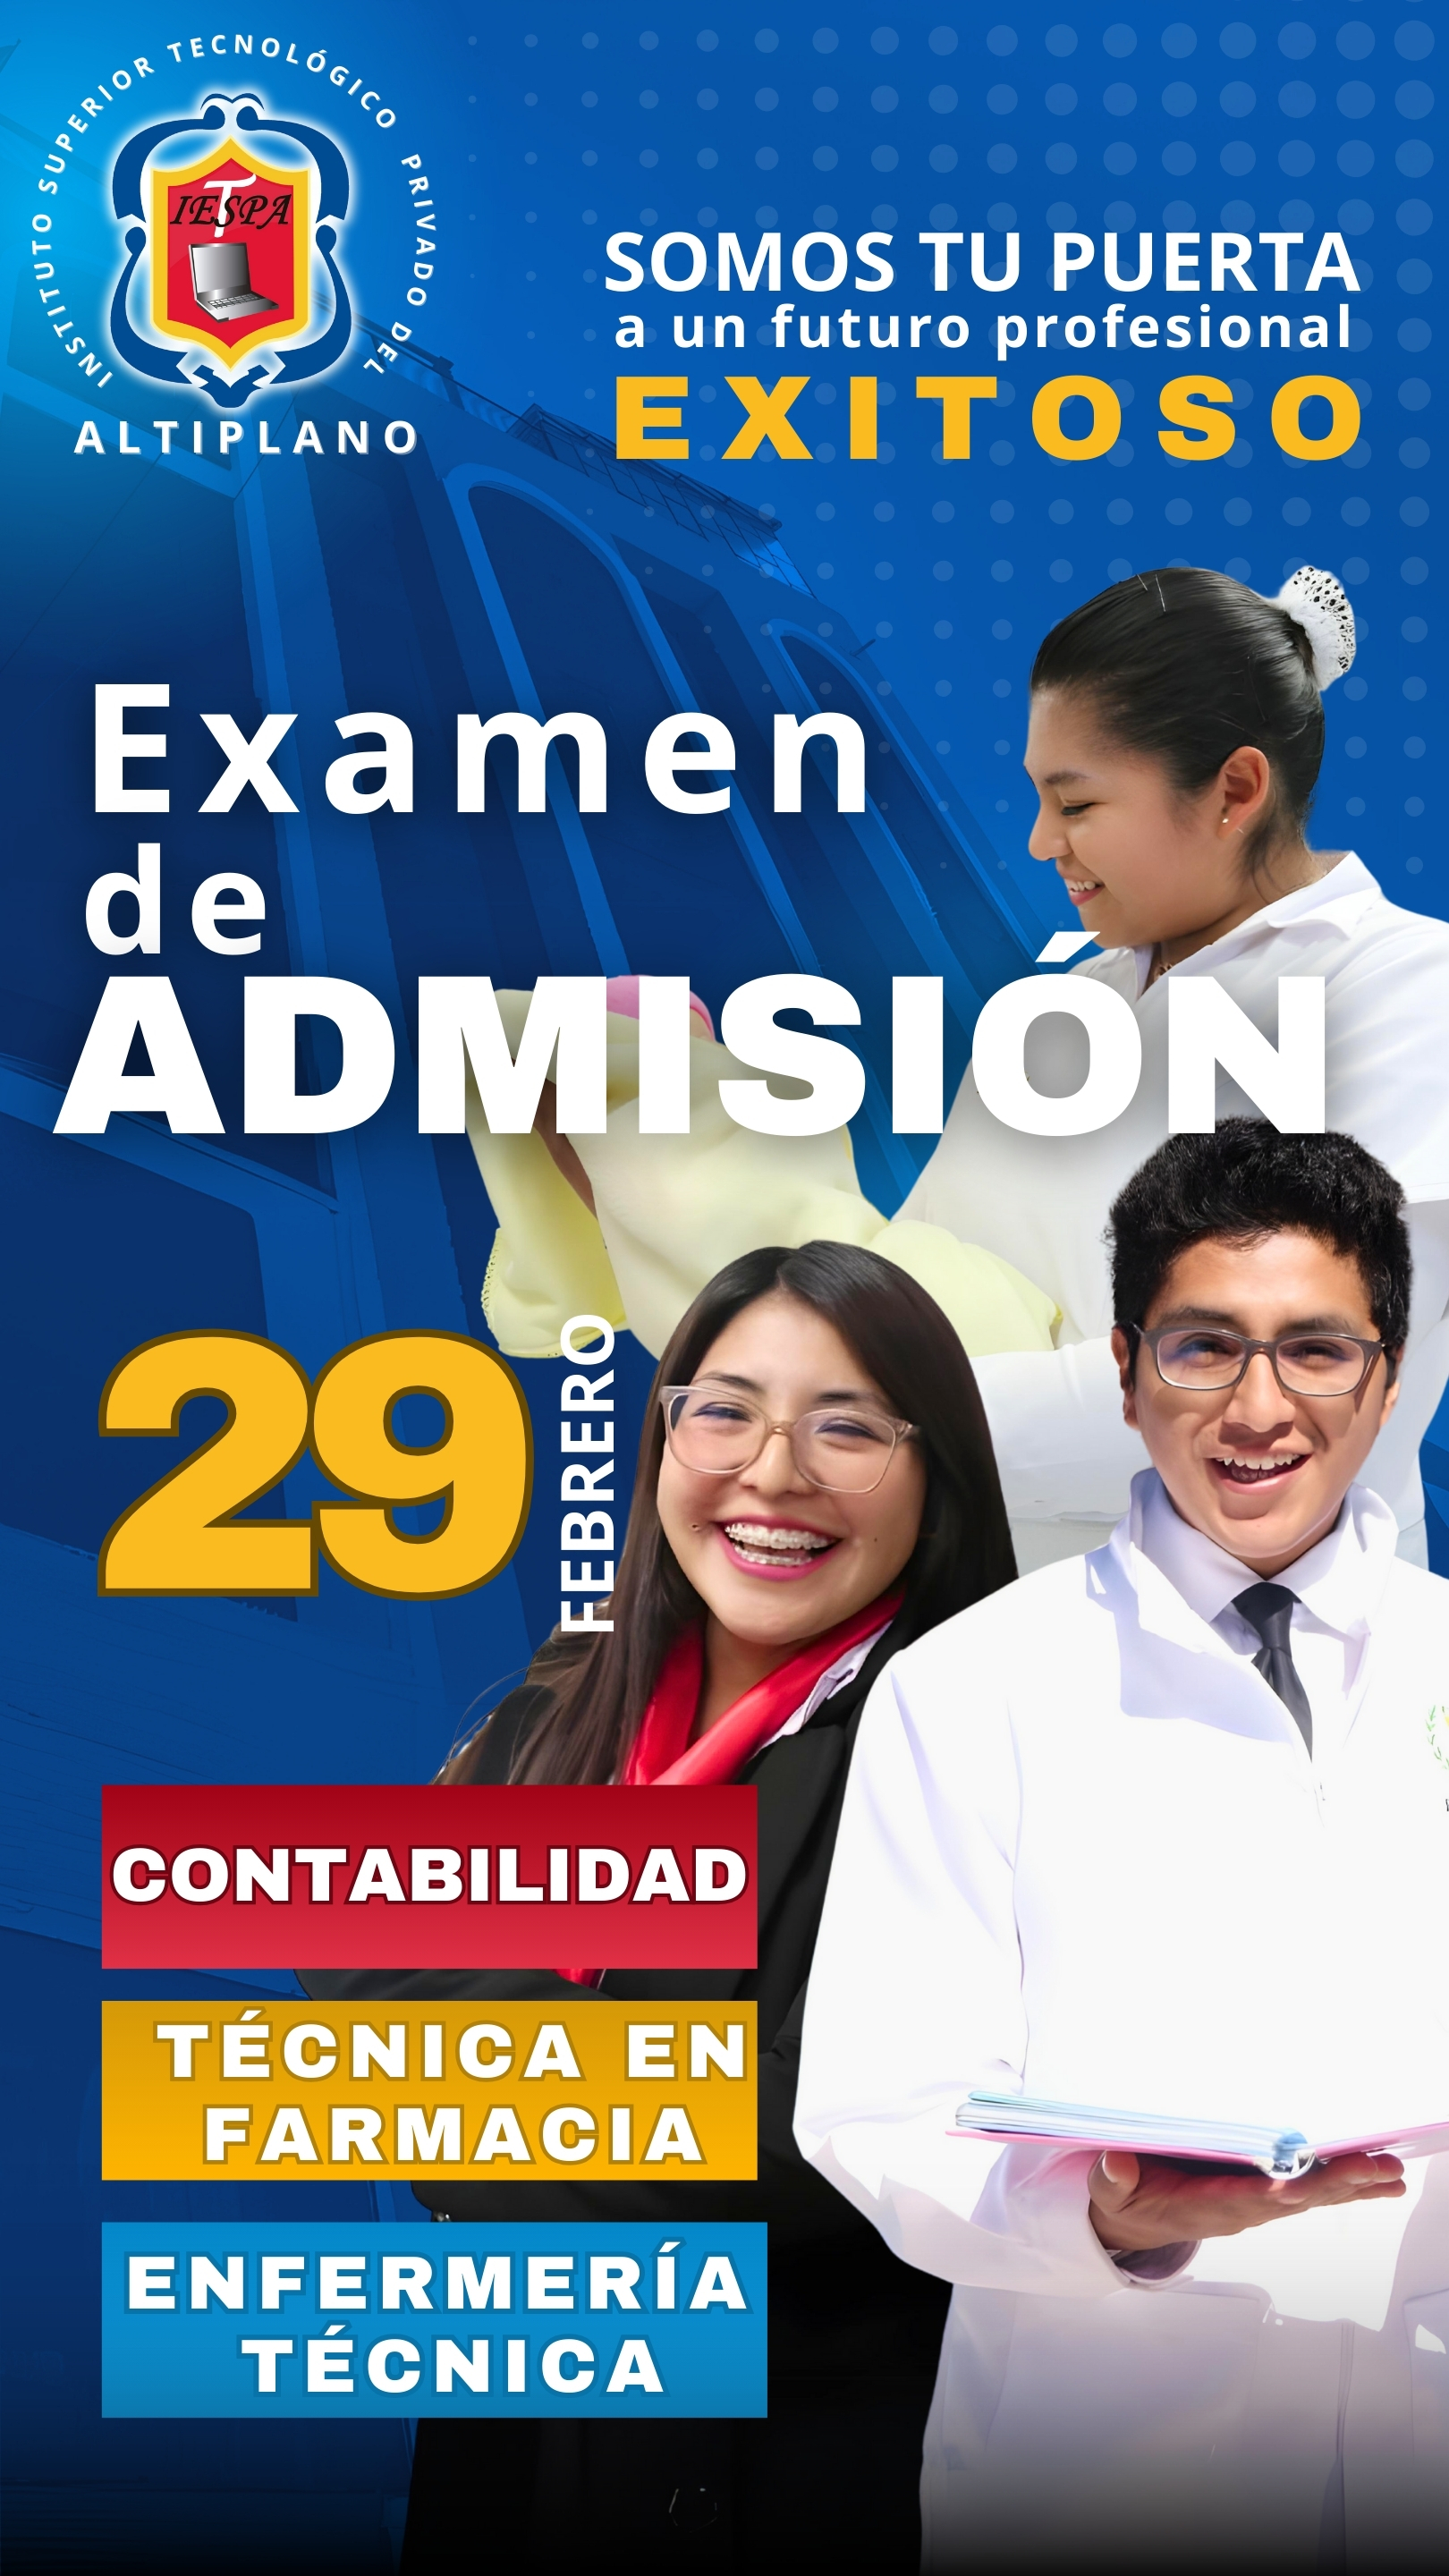 INSTITUTO SUPERIOR TECNOLÓGICO PRIVADO DEL
ALTIPLANO
IESTPA
SOMOS TU PUERTA
a un futuro profesional
EXITOSO
Examen
de
ADMISIÓN
29
FEBRERO
CONTABILIDAD
TÉCNICA EN
FARMACIA
ENFERMERÍA
TÉCNICA